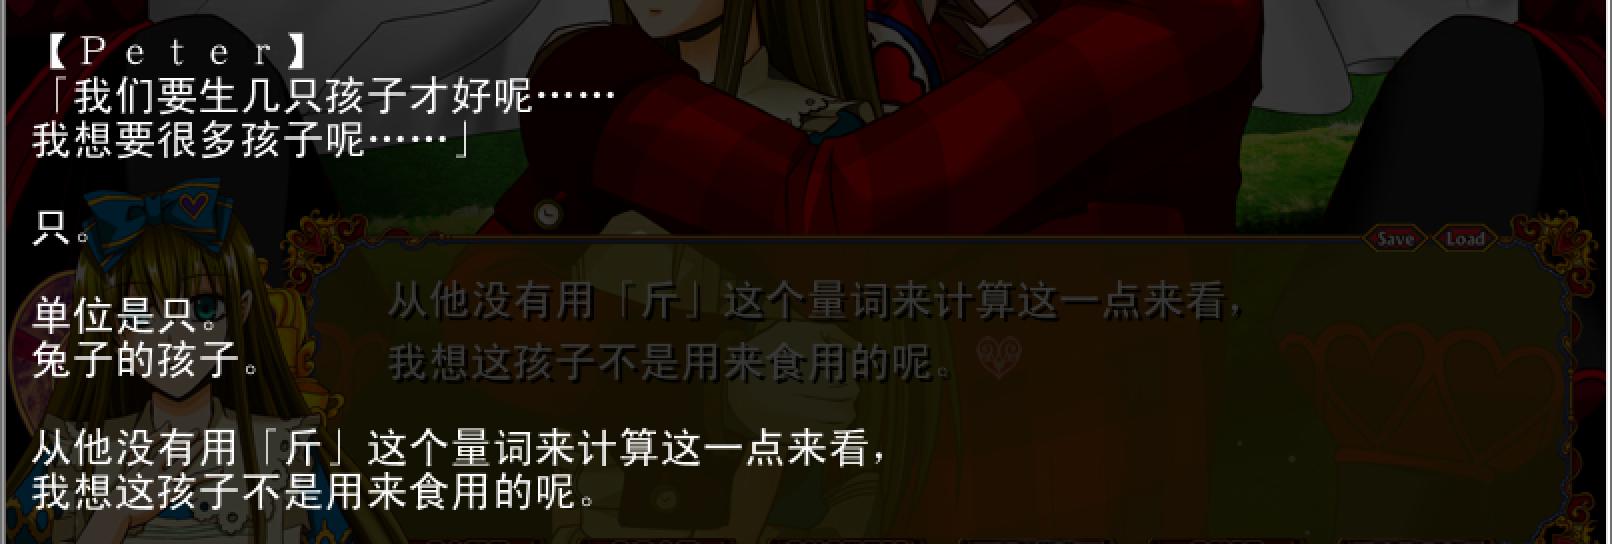 【Ｐｅｔｅｒ】
「我们要生几只孩子才好呢……
我想要很多孩子呢……」
只。
单位是只。
兔子的孩子。
从他没有用「斤」这个量词来计算这一点来看，
我想这孩子不是用来食用的呢。
Save
Load
从他没有用「斤」这个量词来计算这一点来看，
我想这孩子不是用来食用的呢。